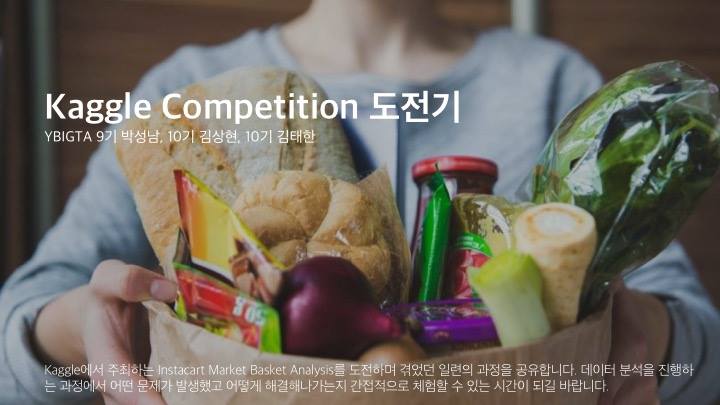 Kaggle Competition 도전기
YBIGTA 9기 박성남, 10기 김상현, 10기 김태한
Kaggle에서 주최하는 Instacart Market Basket Analysis를 도전하며 겪었던 일련의 과정을 공유합니다. 데이터 분석을 진행하
는 과정에서 어떤 문제가 발생했고 어떻게 해결해나가는지 간접적으로 체험할 수 있는 시간이 되길 바랍니다.